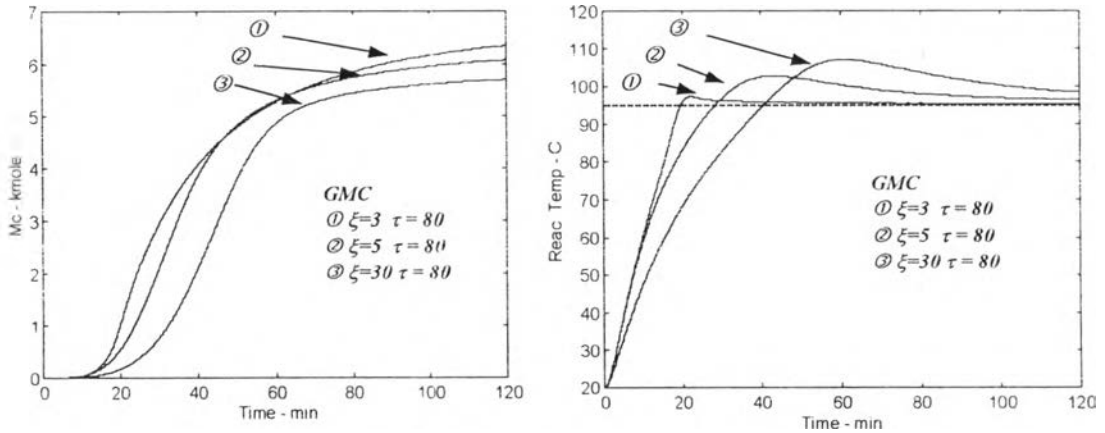 7
6
5
4
3
2
1
0
Mc - kmole
0 20 40 60 80 100 120
Time - min
①
②
③
GMC
① ξ=3 τ = 80
② ξ=5 τ = 80
③ ξ=30 τ = 80
120
110
100
90
80
70
60
50
40
30
20
Reac Temp - C
0 20 40 60 80 100 120
Time - min
③
②
①
GMC
① ξ=3 τ = 80
② ξ=5 τ = 80
③ ξ=30 τ = 80